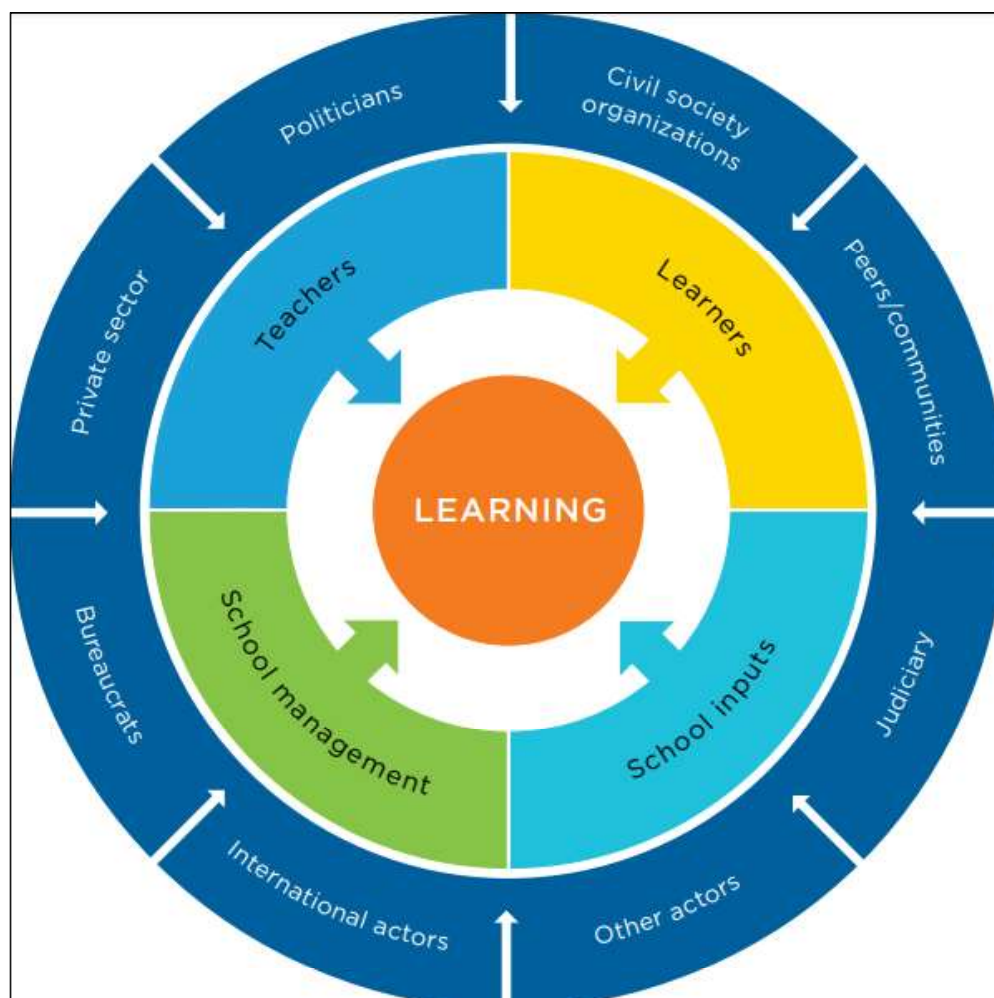 Politicians
Civil society
organizations
Private sector
Peers/communities
Teachers
Learners
LEARNING
Bureaucrats
Judiciary
School management
School inputs
International actors
Other actors